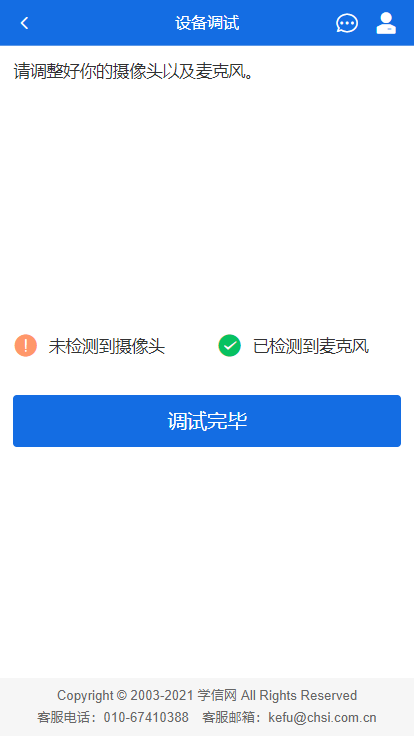 设备调试
请调整好你的摄像头以及麦克风。
未检测到摄像头 已检测到麦克风
调试完毕
Copyright © 2003-2021 学信网 All Rights Reserved
客服电话：010-67410388 客服邮箱：kefu@chsi.com.cn